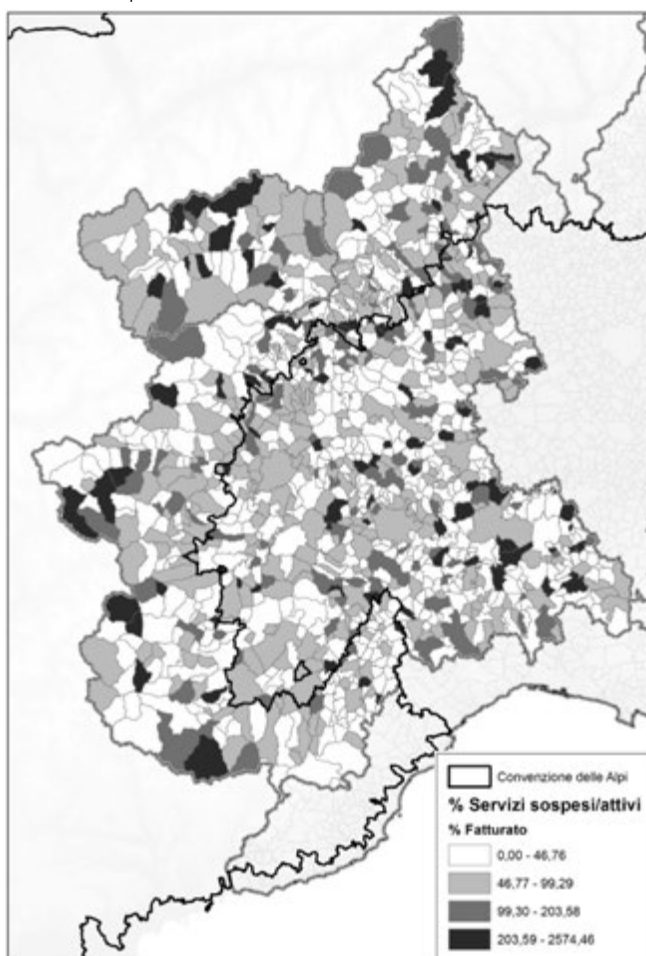 Convenzione delle Alpi
% Servizi sospesi/attivi
% Fatturato
0,00 - 46,76
46,77 - 99,29
99,30 - 203,58
203,59 - 2574,46